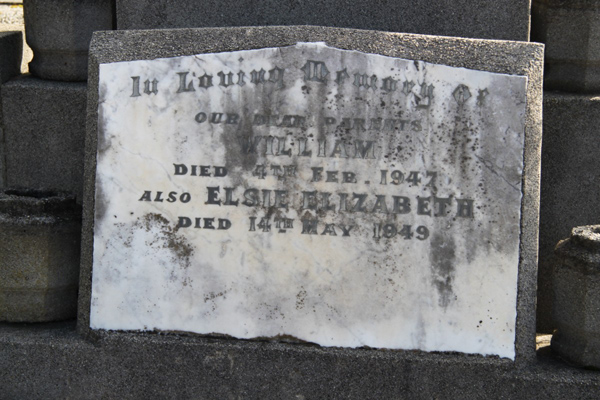 In Loving Memory of
OUR DEAR PARENTS
WILLIAM
DIED 4TH FEB. 1947
ALSO ELSIE ELIZABETH
DIED 14TH MAY 1949